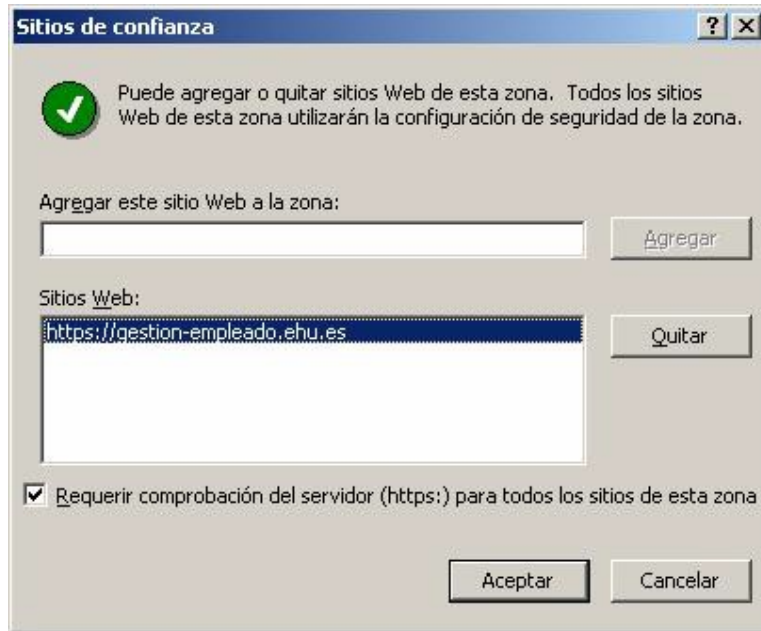 Sitios de confianza
Puede agregar o quitar sitios Web de esta zona. Todos los sitios
Web de esta zona utilizarán la configuración de seguridad de la zona.
Agregar este sitio Web a la zona:
Agregar
Sitios Web:
https://gestion-empleado.ehu.es
Quitar
Requerir comprobación del servidor (https:) para todos los sitios de esta zona
Aceptar
Cancelar